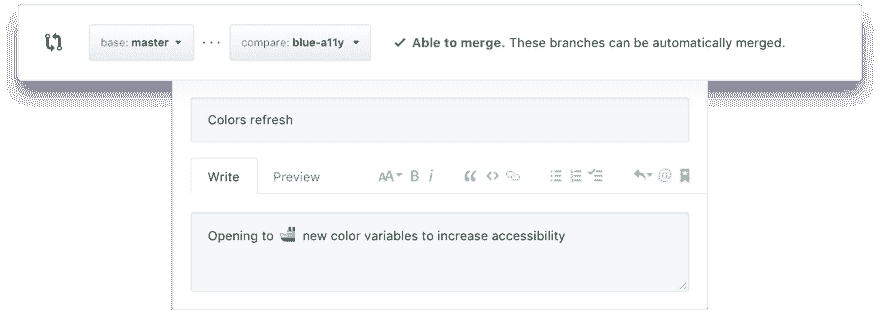 base: master ... compare: blue-a11y ✓ Able to merge. These branches can be automatically merged.
Colors refresh
Write Preview AA B i @
Opening to 🚢 new color variables to increase accessibility